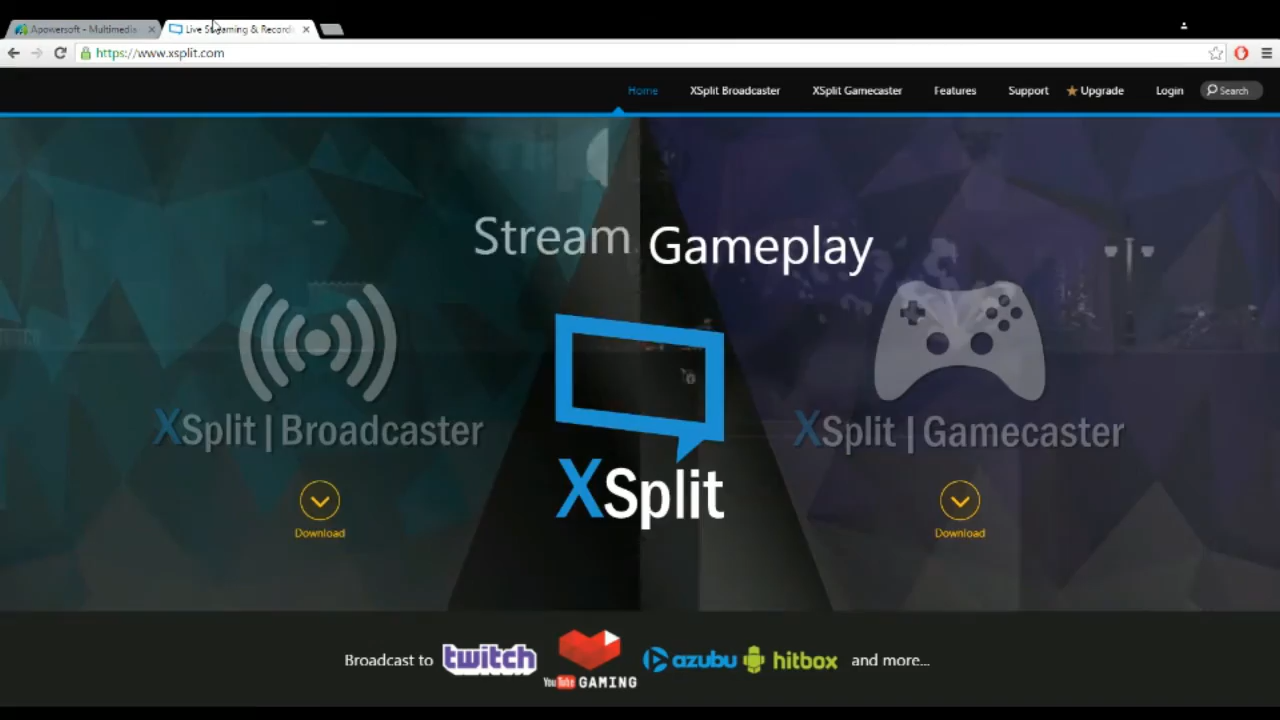 Apowersoft - Multimedia
Live Streaming & Recordi
https://www.xsplit.com
Home
XSplit Broadcaster
XSplit Gamecaster
Features
Support
Upgrade
Login
Search
Stream Gameplay
XSplit | Broadcaster
XSplit | Gamecaster
XSplit
Download
Download
Broadcast to twitch YouTube GAMING azubu hitbox and more...